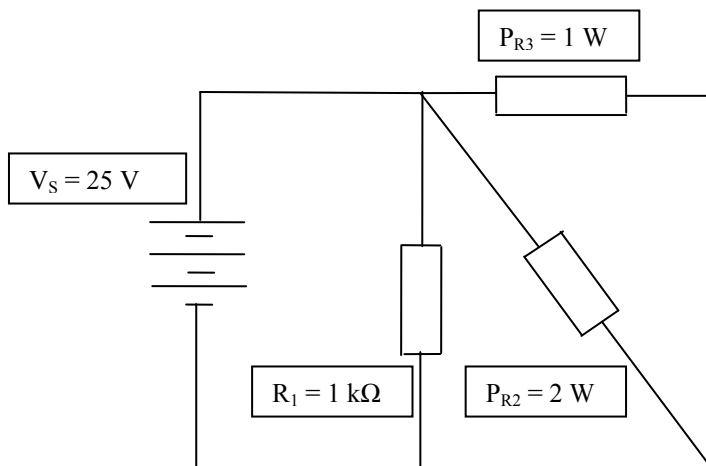 P_R3 = 1 W
V_S = 25 V
R_1 = 1 kΩ
P_R2 = 2 W